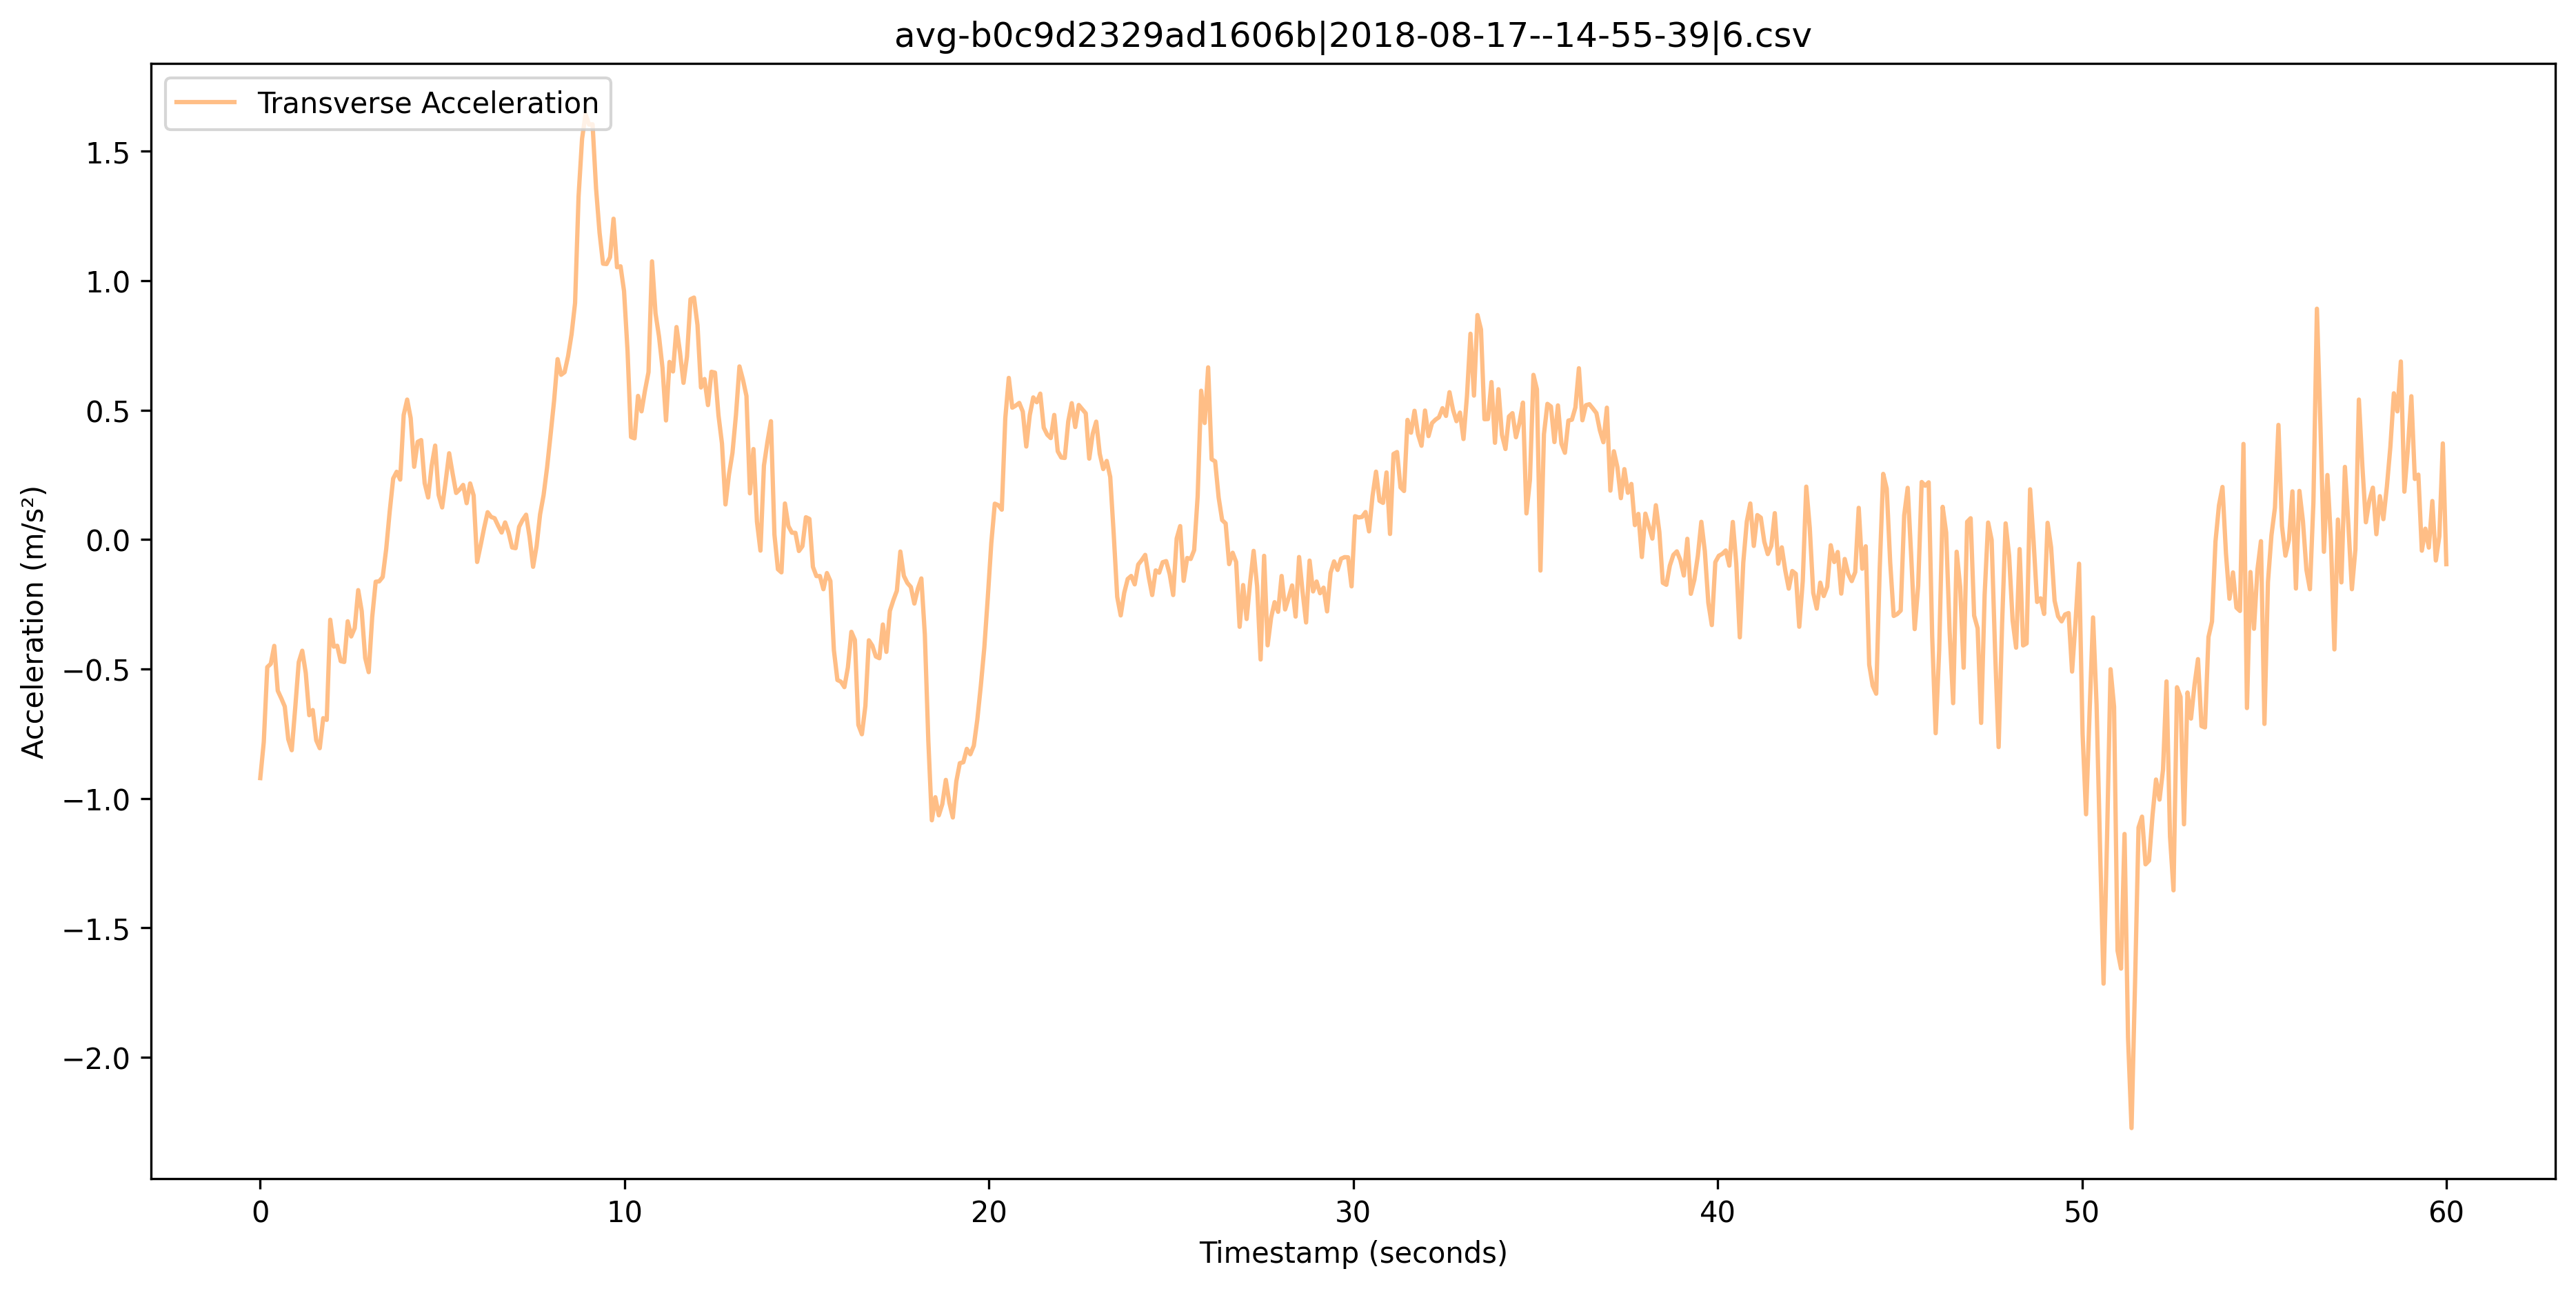 avg-b0c9d2329ad1606b|2018-08-17--14-55-39|6.csv
Transverse Acceleration
Acceleration (m/s²)
1.5
1.0
0.5
0.0
−0.5
−1.0
−1.5
−2.0
0 10 20 30 40 50 60
Timestamp (seconds)